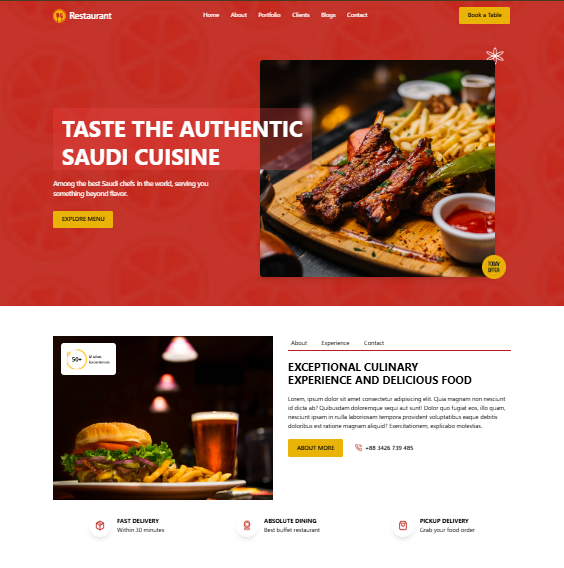 Restaurant
Home About Portfolio Clients Blogs Contact
Book a Table
TASTE THE AUTHENTIC
SAUDI CUISINE
Among the best Saudi chefs in the world, serving you
something beyond flavor.
EXPLORE MENU
TODAY
OFFER
50+
About Experience Contact
EXCEPTIONAL CULINARY
EXPERIENCE AND DELICIOUS FOOD
Lorem, ipsum dolor sit amet consectetur adipisicing elit. Quia magnam non nesciunt
id dicta ab? Quibusdam doloremque sequi aut sunt! Dolor quo fugiat eos, illo quam,
nesciunt ipsum in nulla laboriosam tempora provident voluptatibus eaque debitis
doloribus est ratione magnam aliquid? Exercitationem, explicabo molestias.
ABOUT MORE
+88 3426 739 485
FAST DELIVERY
Within 30 minutes
ABSOLUTE DINING
Best buffet restaurant
PICKUP DELIVERY
Grab your food order